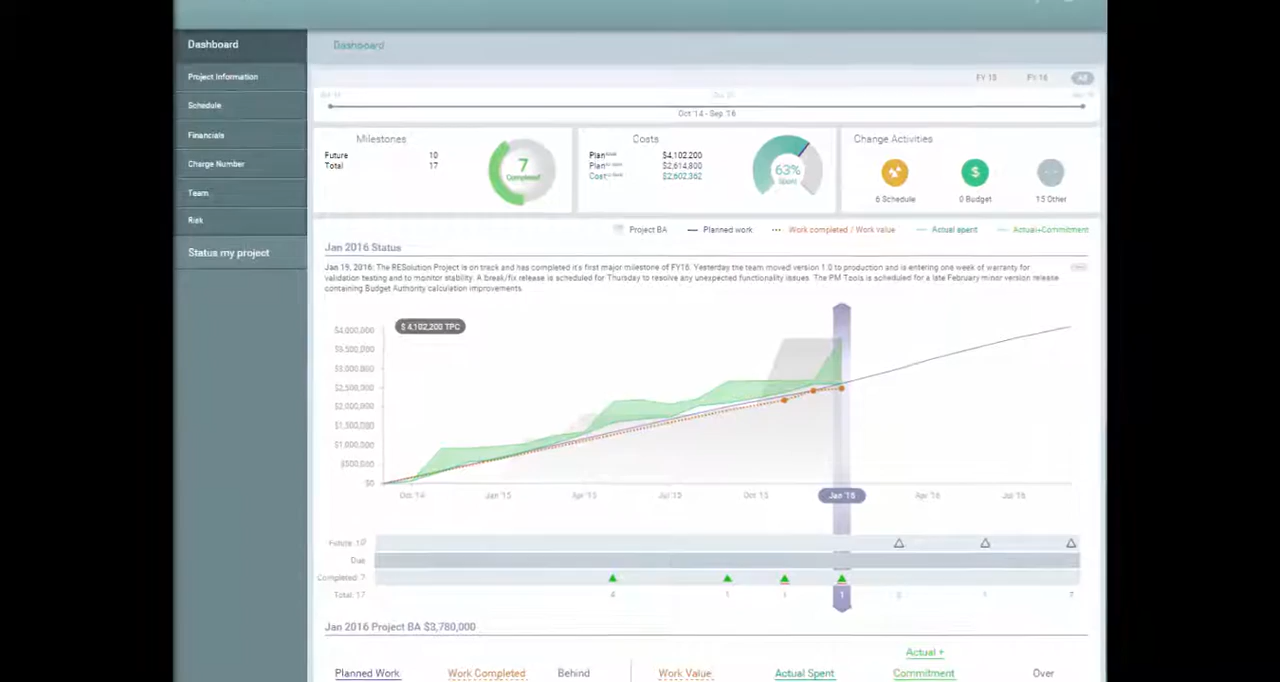 Dashboard
Project Information
Schedule
Financials
Charge Number
Team
Risk
Status my project
Dashboard
FY 15 FY 16 All
Oct '14 - Sep. '16
Milestones
Future 10
Total 17
7
Completed
Costs
Plan $4,102,200
Plan $2,614,800
Cost $2,602,362
63%
Spent
Change Activities
6 Schedule 0 Budget 15 Other
Project BA Planned work Work completed / Work value Actual spent Actual+Commitment
Jan 2016 Status
Jan 19, 2016: The RESolution Project is on track and has completed it's first major milestone of FY16. Yesterday the team moved version 1.0 to production and is entering one week of warranty for
validation testing and to monitor stability. A break/fix release is scheduled for Thursday to resolve any unexpected functionality issues. The PM Tools is scheduled for a late February minor version release
containing Budget Authority calculation improvements.
$ 4,102,200 TPC
$4,000,000
$3,500,000
$3,000,000
$2,500,000
$2,000,000
$1,500,000
$1,000,000
$500,000
$0
Oct '14 Jan '15 Apr '15 Jul '15 Oct '15 Jan '16 Apr '16 Jul '16
Future: 10
Due
Completed: 7
Total: 17 4 1 1 1 1 7
Jan 2016 Project BA $3,780,000
Planned Work Work Completed Behind Work Value Actual Spent Actual + Commitment Over